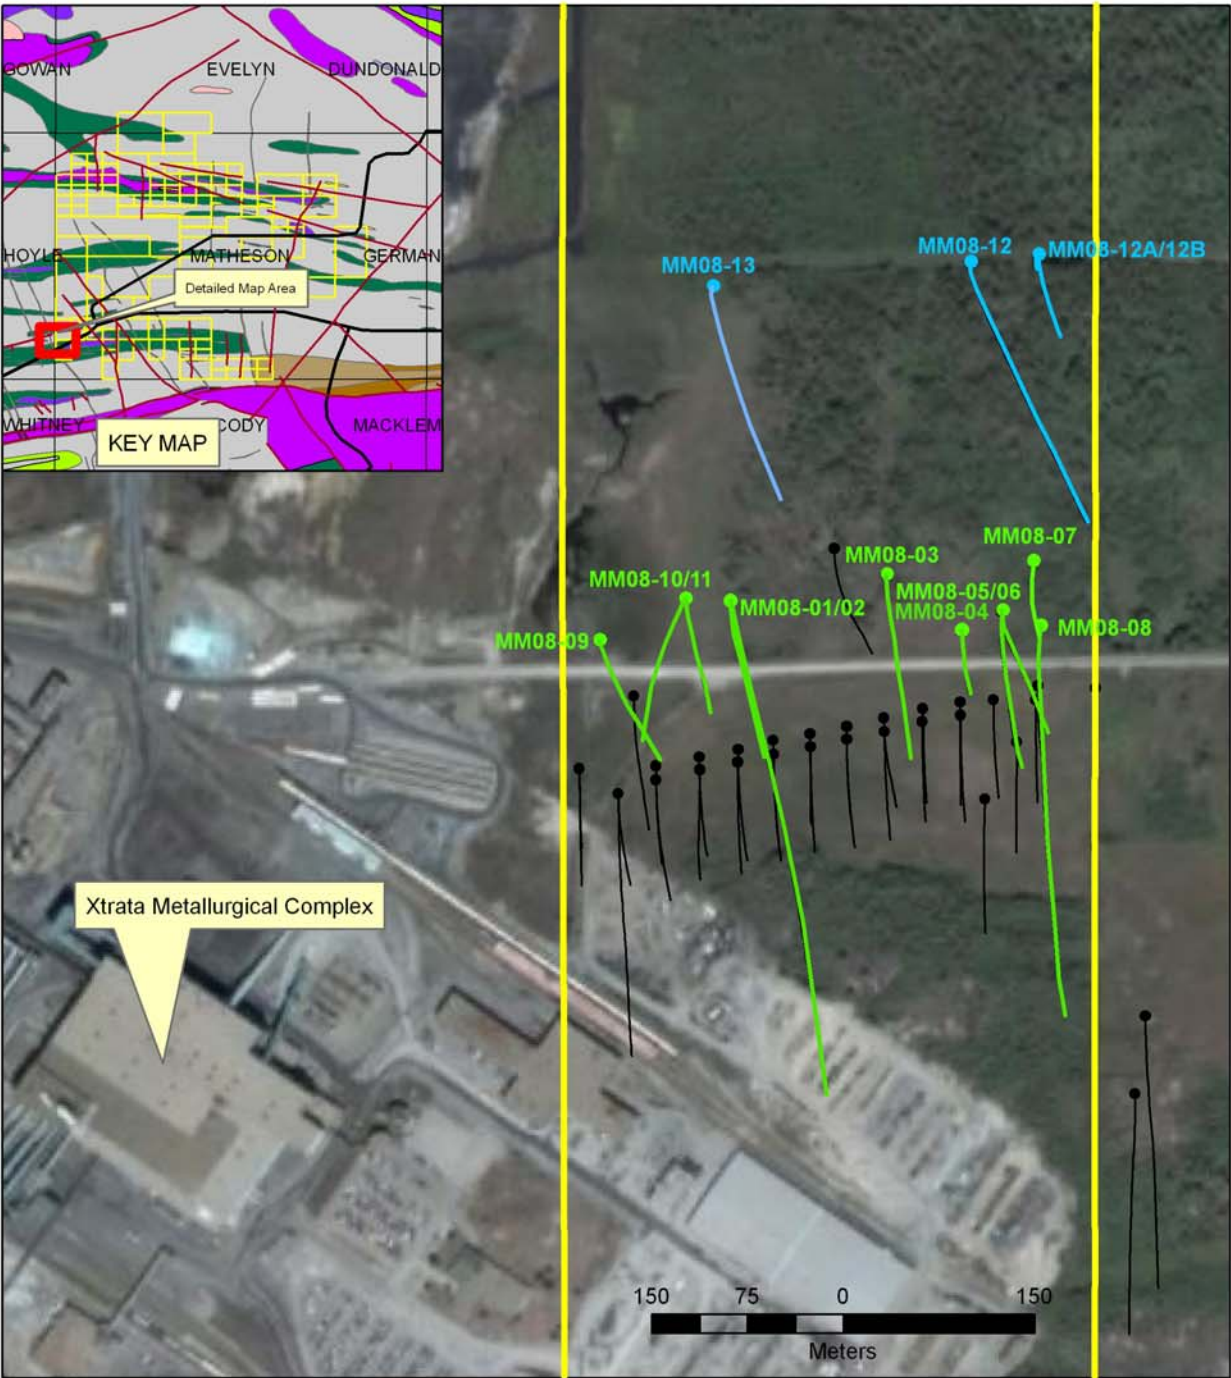 GOWAN
EVELYN
DUNDONALD
HOYLE
MATHESON
GERMAN
Detailed Map Area
WHITNEY
CODY
MACKLEM
KEY MAP
MM08-13
MM08-12
MM08-12A/12B
MM08-03
MM08-07
MM08-10/11
MM08-05/06
MM08-01/02
MM08-04
MM08-09
MM08-08
Xtrata Metallurgical Complex
150 75 0 150
Meters